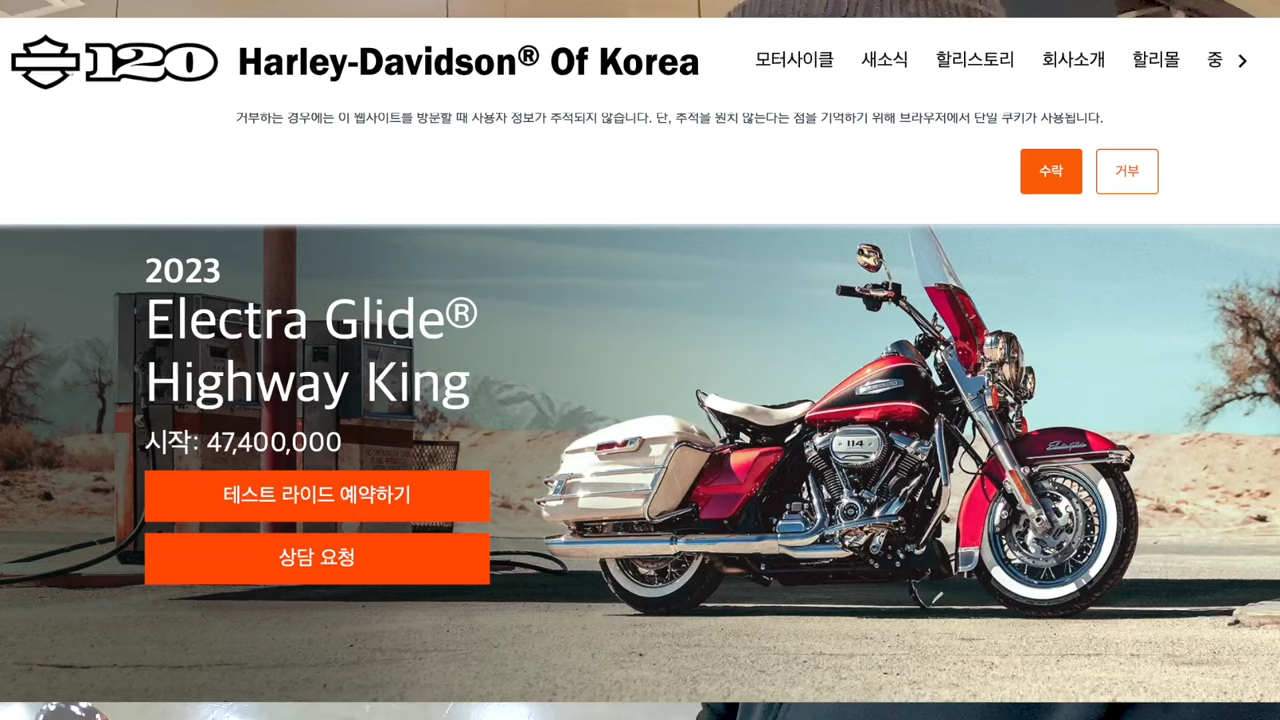 120 Harley-Davidson® Of Korea
모터사이클 새소식 할리스토리 회사소개 할리몰 중
거부하는 경우에는 이 웹사이트를 방문할 때 사용자 정보가 추적되지 않습니다. 단, 추적을 원치 않는다는 점을 기억하기 위해 브라우저에서 단일 쿠키가 사용됩니다.
수락 거부
2023
Electra Glide®
Highway King
시작: 47,400,000
테스트 라이드 예약하기
상담 요청
114
Electra Glide